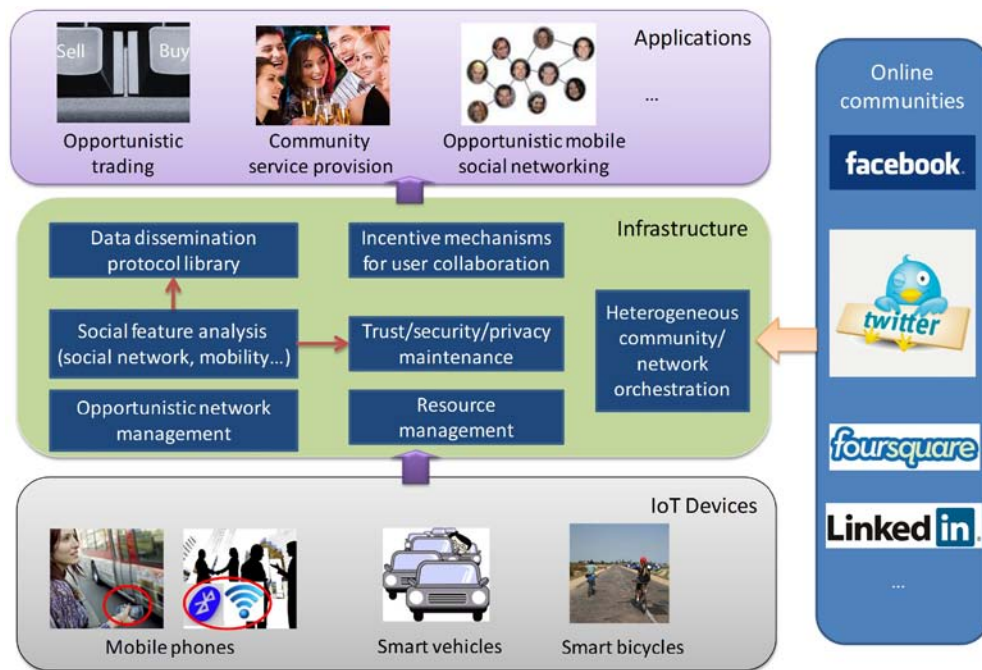 Sell
Buy
Applications
Opportunistic
trading
Community
service provision
Opportunistic mobile
social networking
...
Infrastructure
Data dissemination
protocol library
Incentive mechanisms
for user collaboration
Social feature analysis
(social network, mobility...)
Trust/security/privacy
maintenance
Heterogeneous
community/
network
orchestration
Opportunistic network
management
Resource
management
IoT Devices
Mobile phones
Smart vehicles
Smart bicycles
Online
communities
facebook
twitter
foursquare
Linked in
...